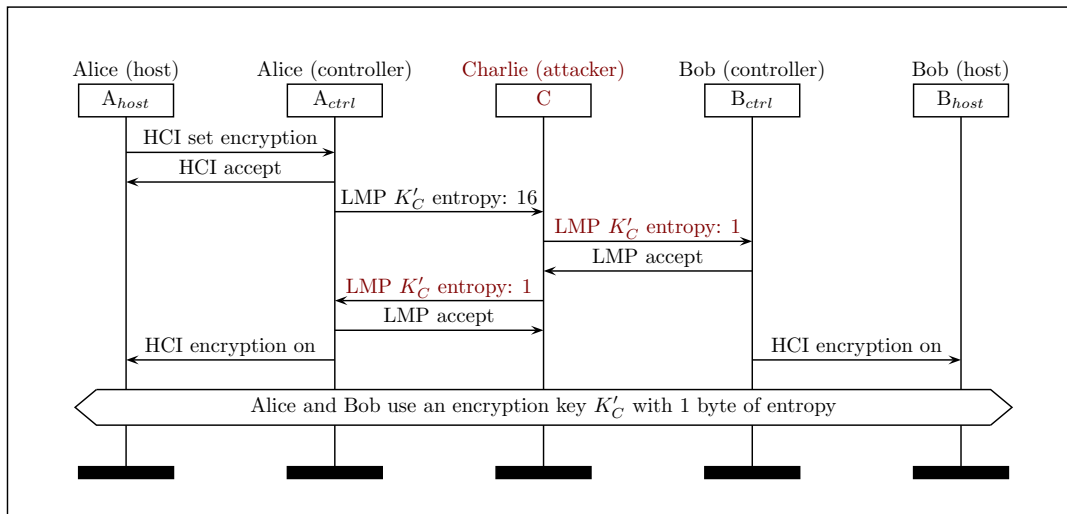 Alice (host) Alice (controller) Charlie (attacker) Bob (controller) Bob (host)
A_host A_ctrl C B_ctrl B_host
HCI set encryption
HCI accept
LMP K′_C entropy: 16
LMP K′_C entropy: 1
LMP accept
LMP K′_C entropy: 1
LMP accept
HCI encryption on HCI encryption on
Alice and Bob use an encryption key K′_C with 1 byte of entropy